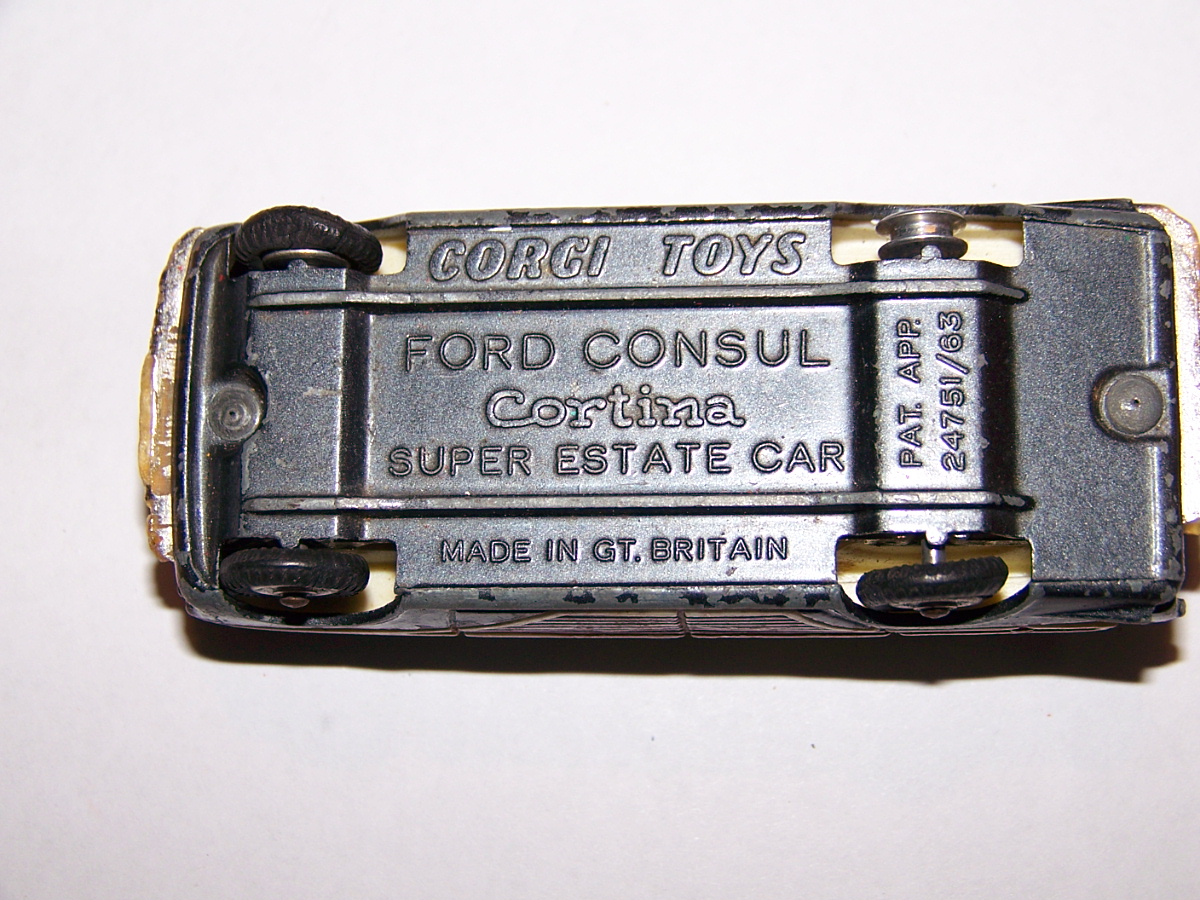 CORGI TOYS
FORD CONSUL
Cortina
SUPER ESTATE CAR
MADE IN GT. BRITAIN
PAT. APP.
24751/63